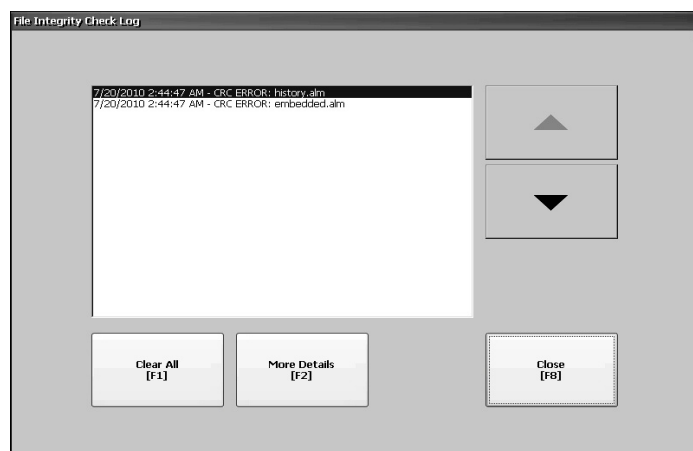 File Integrity Check Log
7/20/2010 2:44:47 AM - CRC ERROR: history.alm
7/20/2010 2:44:47 AM - CRC ERROR: embedded.alm
Clear All
[F1]
More Details
[F2]
Close
[F8]